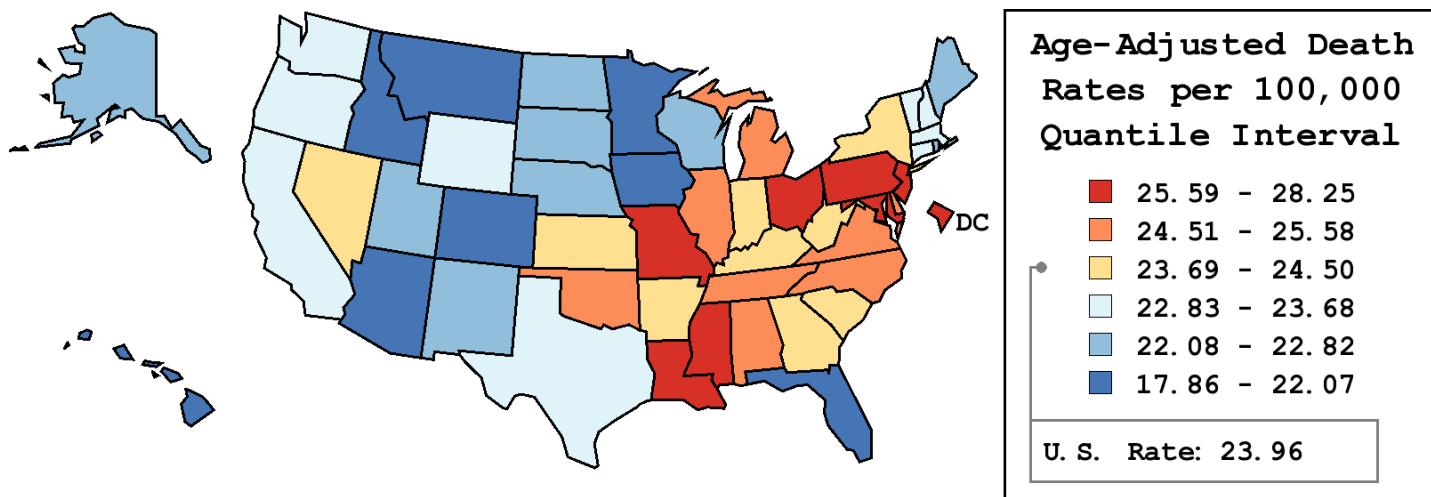 Age-Adjusted Death
Rates per 100,000
Quantile Interval
25.59 - 28.25
24.51 - 25.58
23.69 - 24.50
22.83 - 23.68
22.08 - 22.82
17.86 - 22.07
U.S. Rate: 23.96
DC